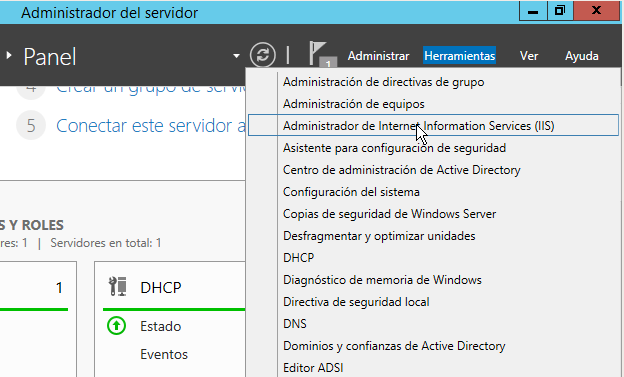 Administrador del servidor
Panel
1
Administrar
Herramientas
Ver
Ayuda
4 Crear un grupo de servi
5 Conectar este servidor a
Administración de directivas de grupo
Administración de equipos
Administrador de Internet Information Services (IIS)
Asistente para configuración de seguridad
Centro de administración de Active Directory
Configuración del sistema
Copias de seguridad de Windows Server
Desfragmentar y optimizar unidades
DHCP
Diagnóstico de memoria de Windows
Directiva de seguridad local
DNS
Dominios y confianzas de Active Directory
Editor ADSI
S Y ROLES
res: 1 | Servidores en total: 1
1
DHCP
Estado
Eventos